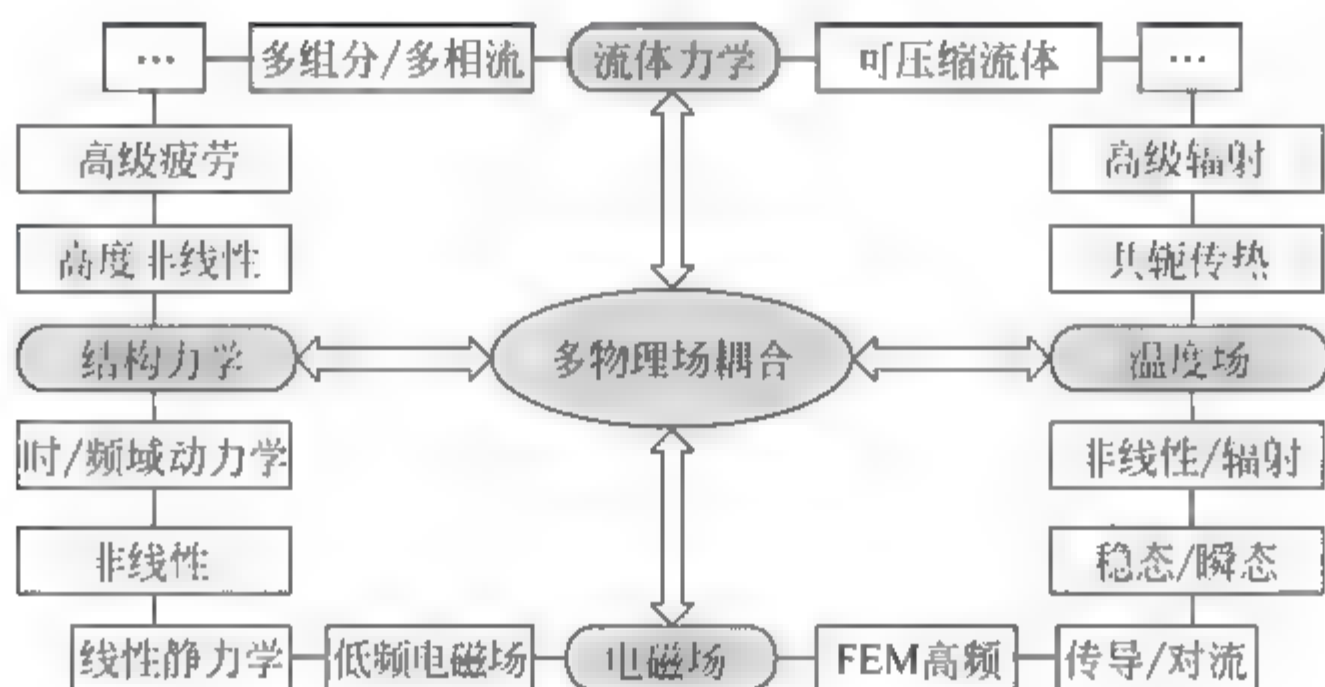 …
多组分/多相流
流体力学
可压缩流体
…
高级疲劳
高级辐射
高度非线性
共轭传热
结构力学
多物理场耦合
温度场
时/频域动力学
非线性/辐射
非线性
稳态/瞬态
线性静力学
低频电磁场
电磁场
FEM高频
传导/对流